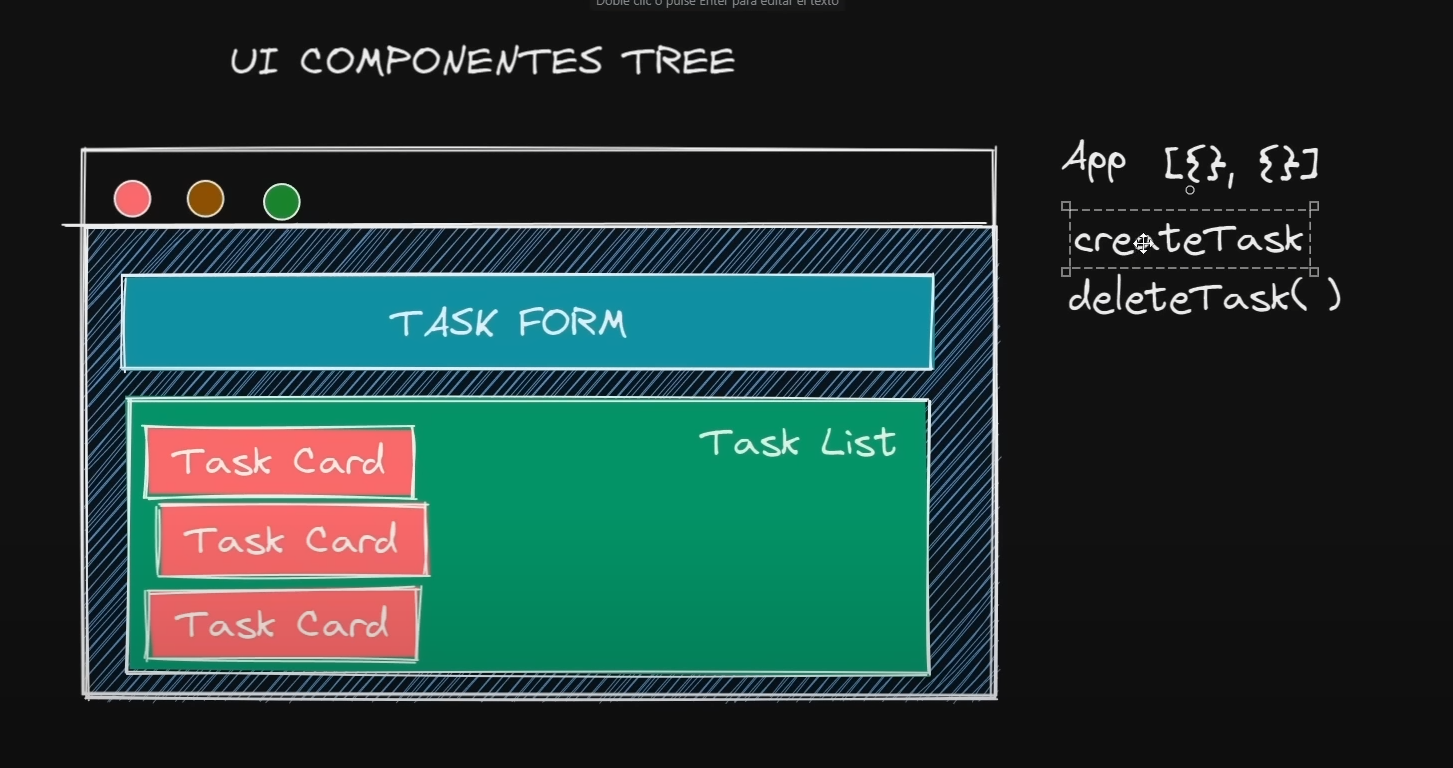 Doble clic o pulse Enter para editar el texto
UI COMPONENTES TREE
App [{}, {}]
createTask
deleteTask( )
TASK FORM
Task List
Task Card
Task Card
Task Card